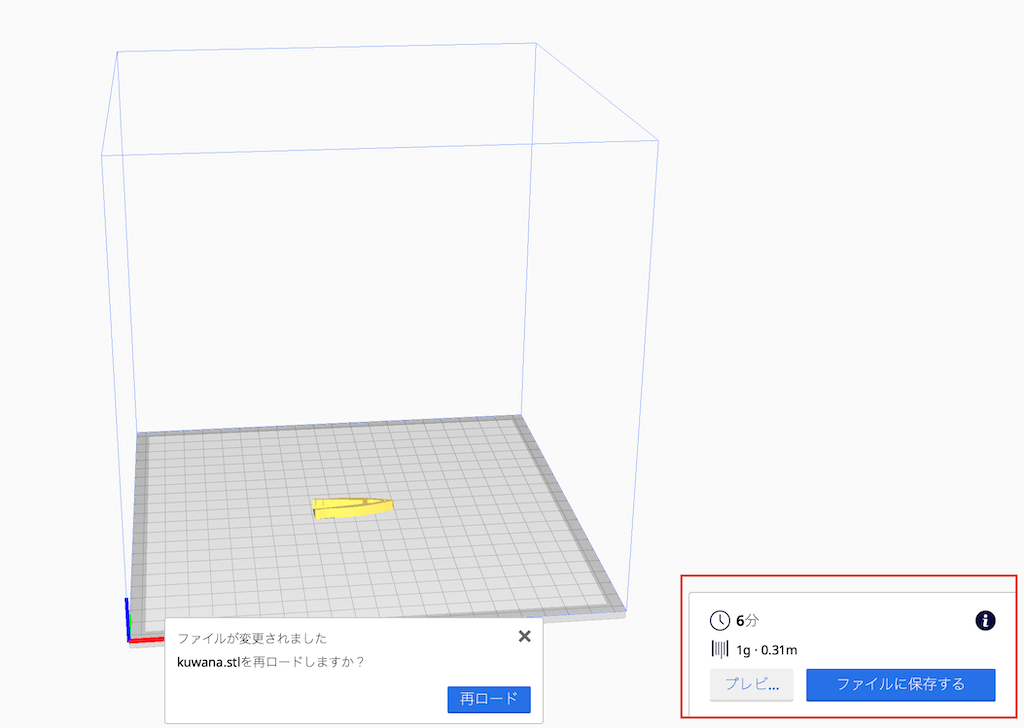 ファイルが変更されました
kuwana.stlを再ロードしますか？
再ロード
6分
1g · 0.31m
プレビ...
ファイルに保存する